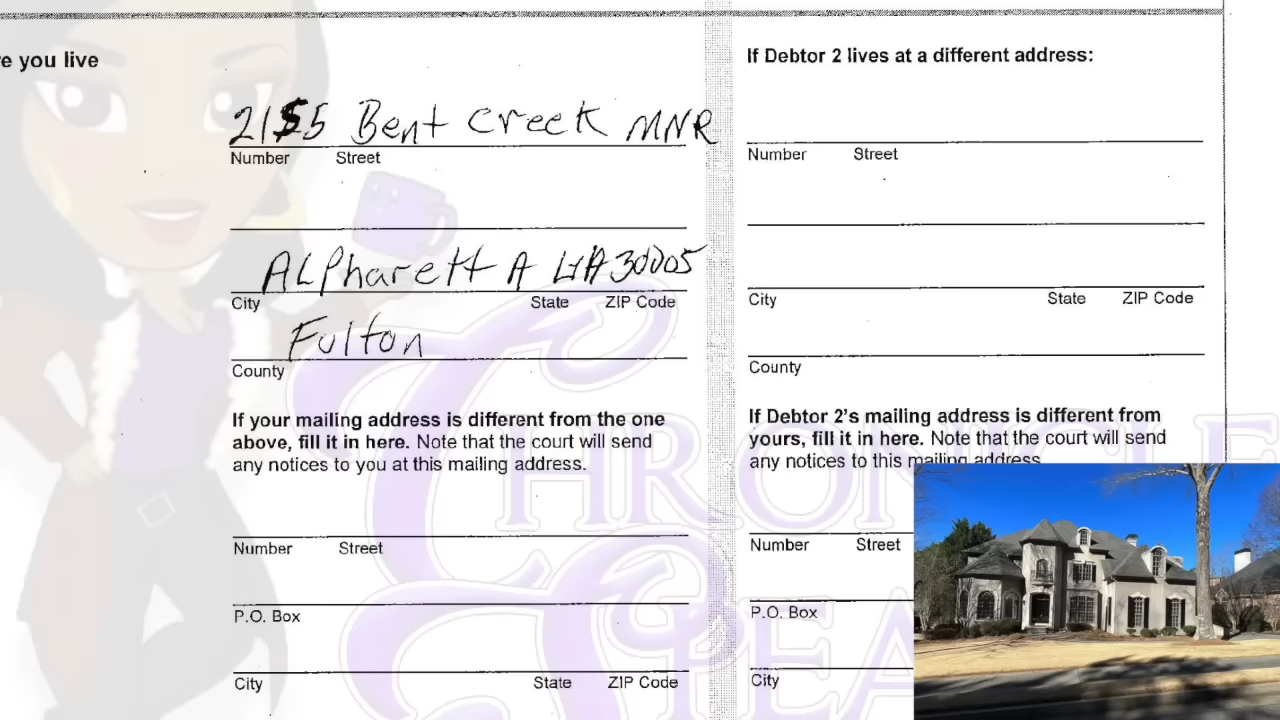 re you live
2155 Bent Creek MNR
Number Street
ALPharettA GA 30005
City State ZIP Code
Fulton
County
If your mailing address is different from the one
above, fill it in here. Note that the court will send
any notices to you at this mailing address.
Number Street
P.O. Box
City State ZIP Code
If Debtor 2 lives at a different address:
Number Street
City State ZIP Code
County
If Debtor 2's mailing address is different from
yours, fill it in here. Note that the court will send
any notices to this mailing address.
Number Street
P.O. Box
City